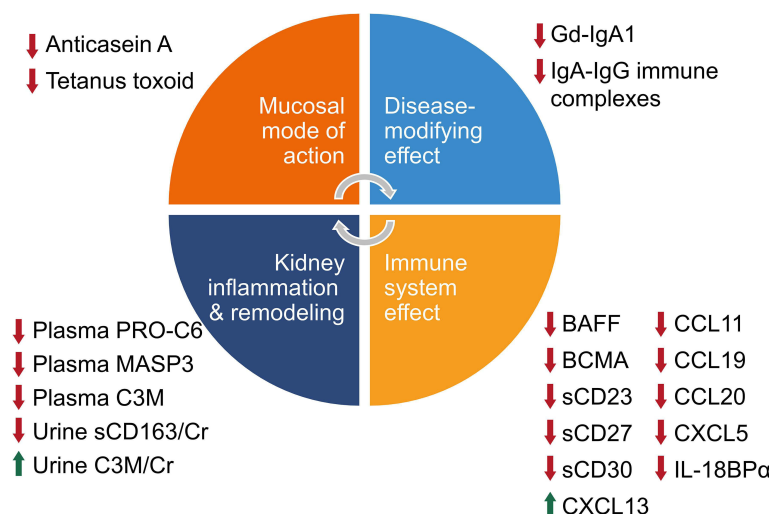 Anticasein A
Tetanus toxoid
Mucosal
mode of
action
Disease-
modifying
effect
Gd-IgA1
IgA-IgG immune
complexes
Kidney
inflammation
& remodeling
Immune
system
effect
Plasma PRO-C6
Plasma MASP3
Plasma C3M
Urine sCD163/Cr
Urine C3M/Cr
BAFF
BCMA
sCD23
sCD27
sCD30
CXCL13
CCL11
CCL19
CCL20
CXCL5
IL-18BPα